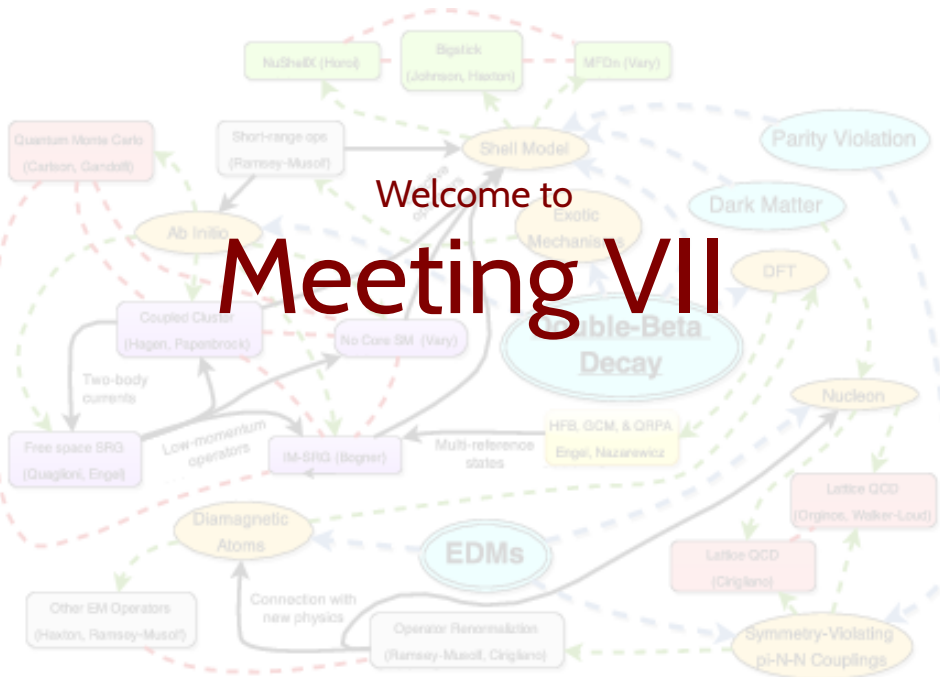 NuShellX (Horoi)
Bigstick
(Johnson, Haxton)
MFDn (Vary)
Quantum Monte Carlo
(Carlson, Gandolfi)
Short-range ops
(Ramsey-Musolf)
Shell Model
Parity Violation
Welcome to
Dark Matter
Exotic
Mechanisms
Ab Initio
Meeting VII
DFT
Coupled Cluster
(Hagen, Papenbrock)
No Core SM (Vary)
Double-Beta
Decay
Two-body
currents
Nucleon
Free space SRG
(Quaglioni, Engel)
Low-momentum
operators
IM-SRG (Bogner)
Multi-reference
states
HFB, GCM, & QRPA
Engel, Nazarewicz
Lattice QCD
(Orginos, Walker-Loud)
Diamagnetic
Atoms
EDMs
Lattice QCD
(Cirigliano)
Other EM Operators
(Haxton, Ramsey-Musolf)
Connection with
new physics
Operator Renormalization
(Ramsey-Musolf, Cirigliano)
Symmetry-Violating
pi-N-N Couplings